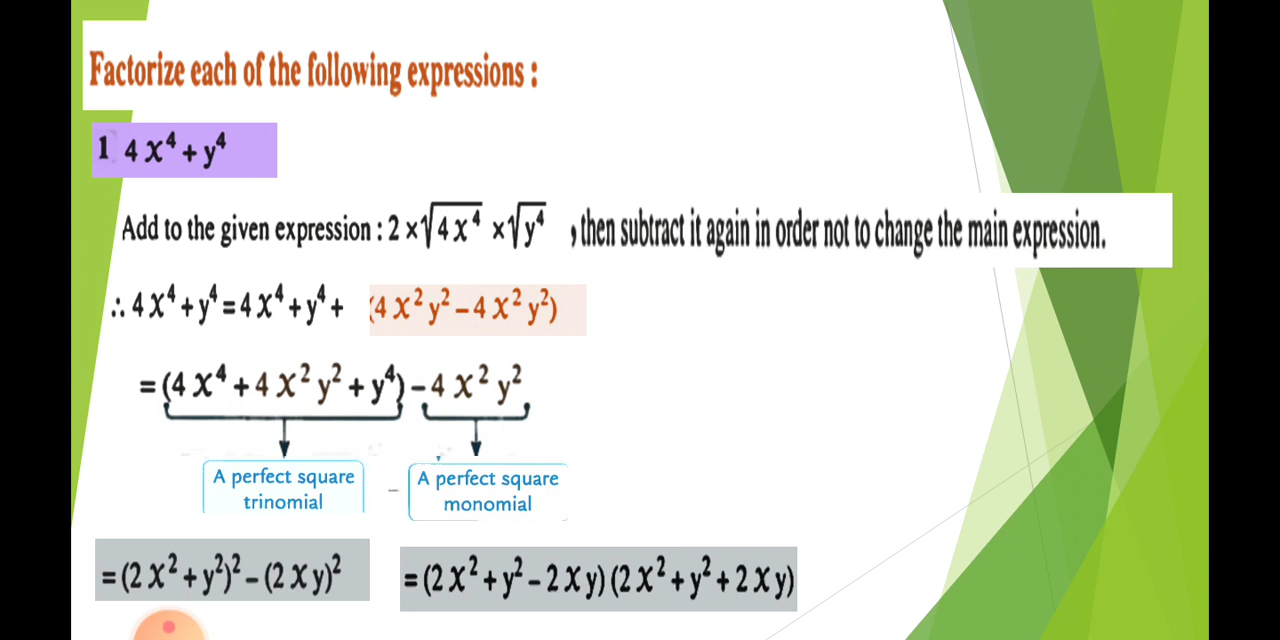 Factorize each of the following expressions :
1 4 x⁴ + y⁴
Add to the given expression : 2 × √4 x⁴ × √y⁴ , then subtract it again in order not to change the main expression.
∴ 4 x⁴ + y⁴ = 4 x⁴ + y⁴ + (4 x² y² – 4 x² y²)
= (4 x⁴ + 4 x² y² + y⁴) – 4 x² y²
A perfect square trinomial – A perfect square monomial
= (2 x² + y²)² – (2 x y)² = (2 x² + y² – 2 x y) (2 x² + y² + 2 x y)